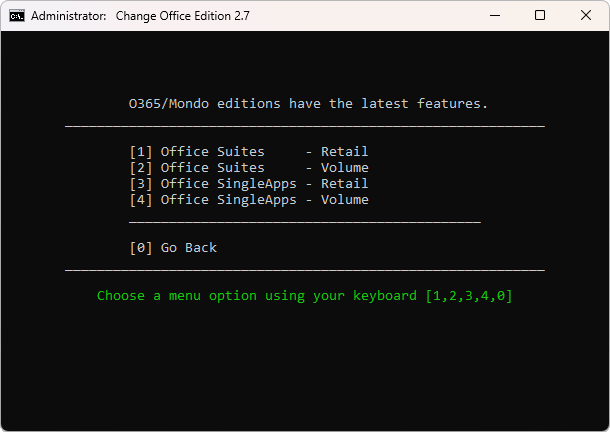 Administrator:   Change Office Edition 2.7
O365/Mondo editions have the latest features.
[1] Office Suites     - Retail
[2] Office Suites     - Volume
[3] Office SingleApps - Retail
[4] Office SingleApps - Volume
[0] Go Back
Choose a menu option using your keyboard [1,2,3,4,0]